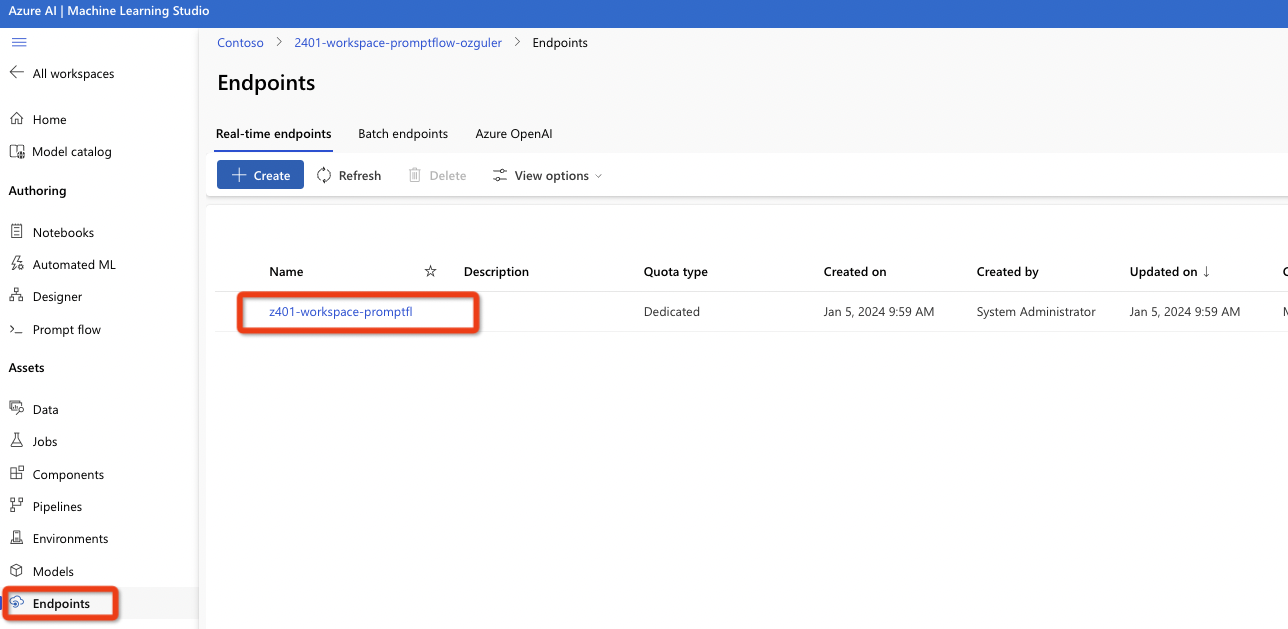 Azure AI | Machine Learning Studio
All workspaces
Home
Model catalog
Authoring
Notebooks
Automated ML
Designer
Prompt flow
Assets
Data
Jobs
Components
Pipelines
Environments
Models
Endpoints
Contoso > 2401-workspace-promptflow-ozguler > Endpoints
Endpoints
Real-time endpoints Batch endpoints Azure OpenAI
Create Refresh Delete View options
Name Description Quota type Created on Created by Updated on ↓
z401-workspace-promptfl Dedicated Jan 5, 2024 9:59 AM System Administrator Jan 5, 2024 9:59 AM